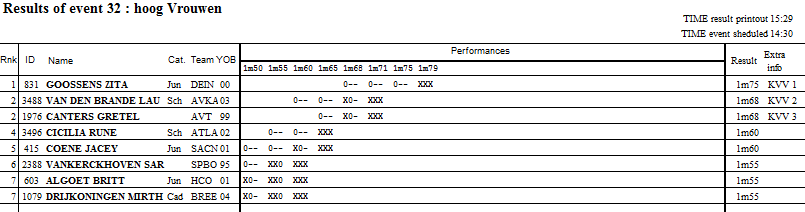 Results of event 32 : hoog Vrouwen
TIME result printout 15:29
TIME event sheduled 14:30
Performances
Rnk ID Name Cat. Team YOB 1m50 1m55 1m60 1m65 1m68 1m71 1m75 1m79 Result Extra info
1 831 GOOSSENS ZITA Jun DEIN 00 0-- 0-- 0-- XXX 1m75 KVV 1
2 3488 VAN DEN BRANDE LAU Sch AVKA 03 0-- 0-- X0- XXX 1m68 KVV 2
2 1976 CANTERS GRETEL AVT 99 0-- X0- XXX 1m68 KVV 3
4 3496 CICILIA RUNE Sch ATLA 02 0-- 0-- XXX 1m60
5 415 COENE JACEY Jun SACN 01 0-- 0-- X0- XXX 1m60
6 2388 VANKERCKHOVEN SAR SPBO 95 0-- XX0 XXX 1m55
7 603 ALGOET BRITT Jun HCO 01 X0- XX0 XXX 1m55
7 1079 DRIJKONINGEN MIRTH Cad BREE 04 X0- XX0 XXX 1m55